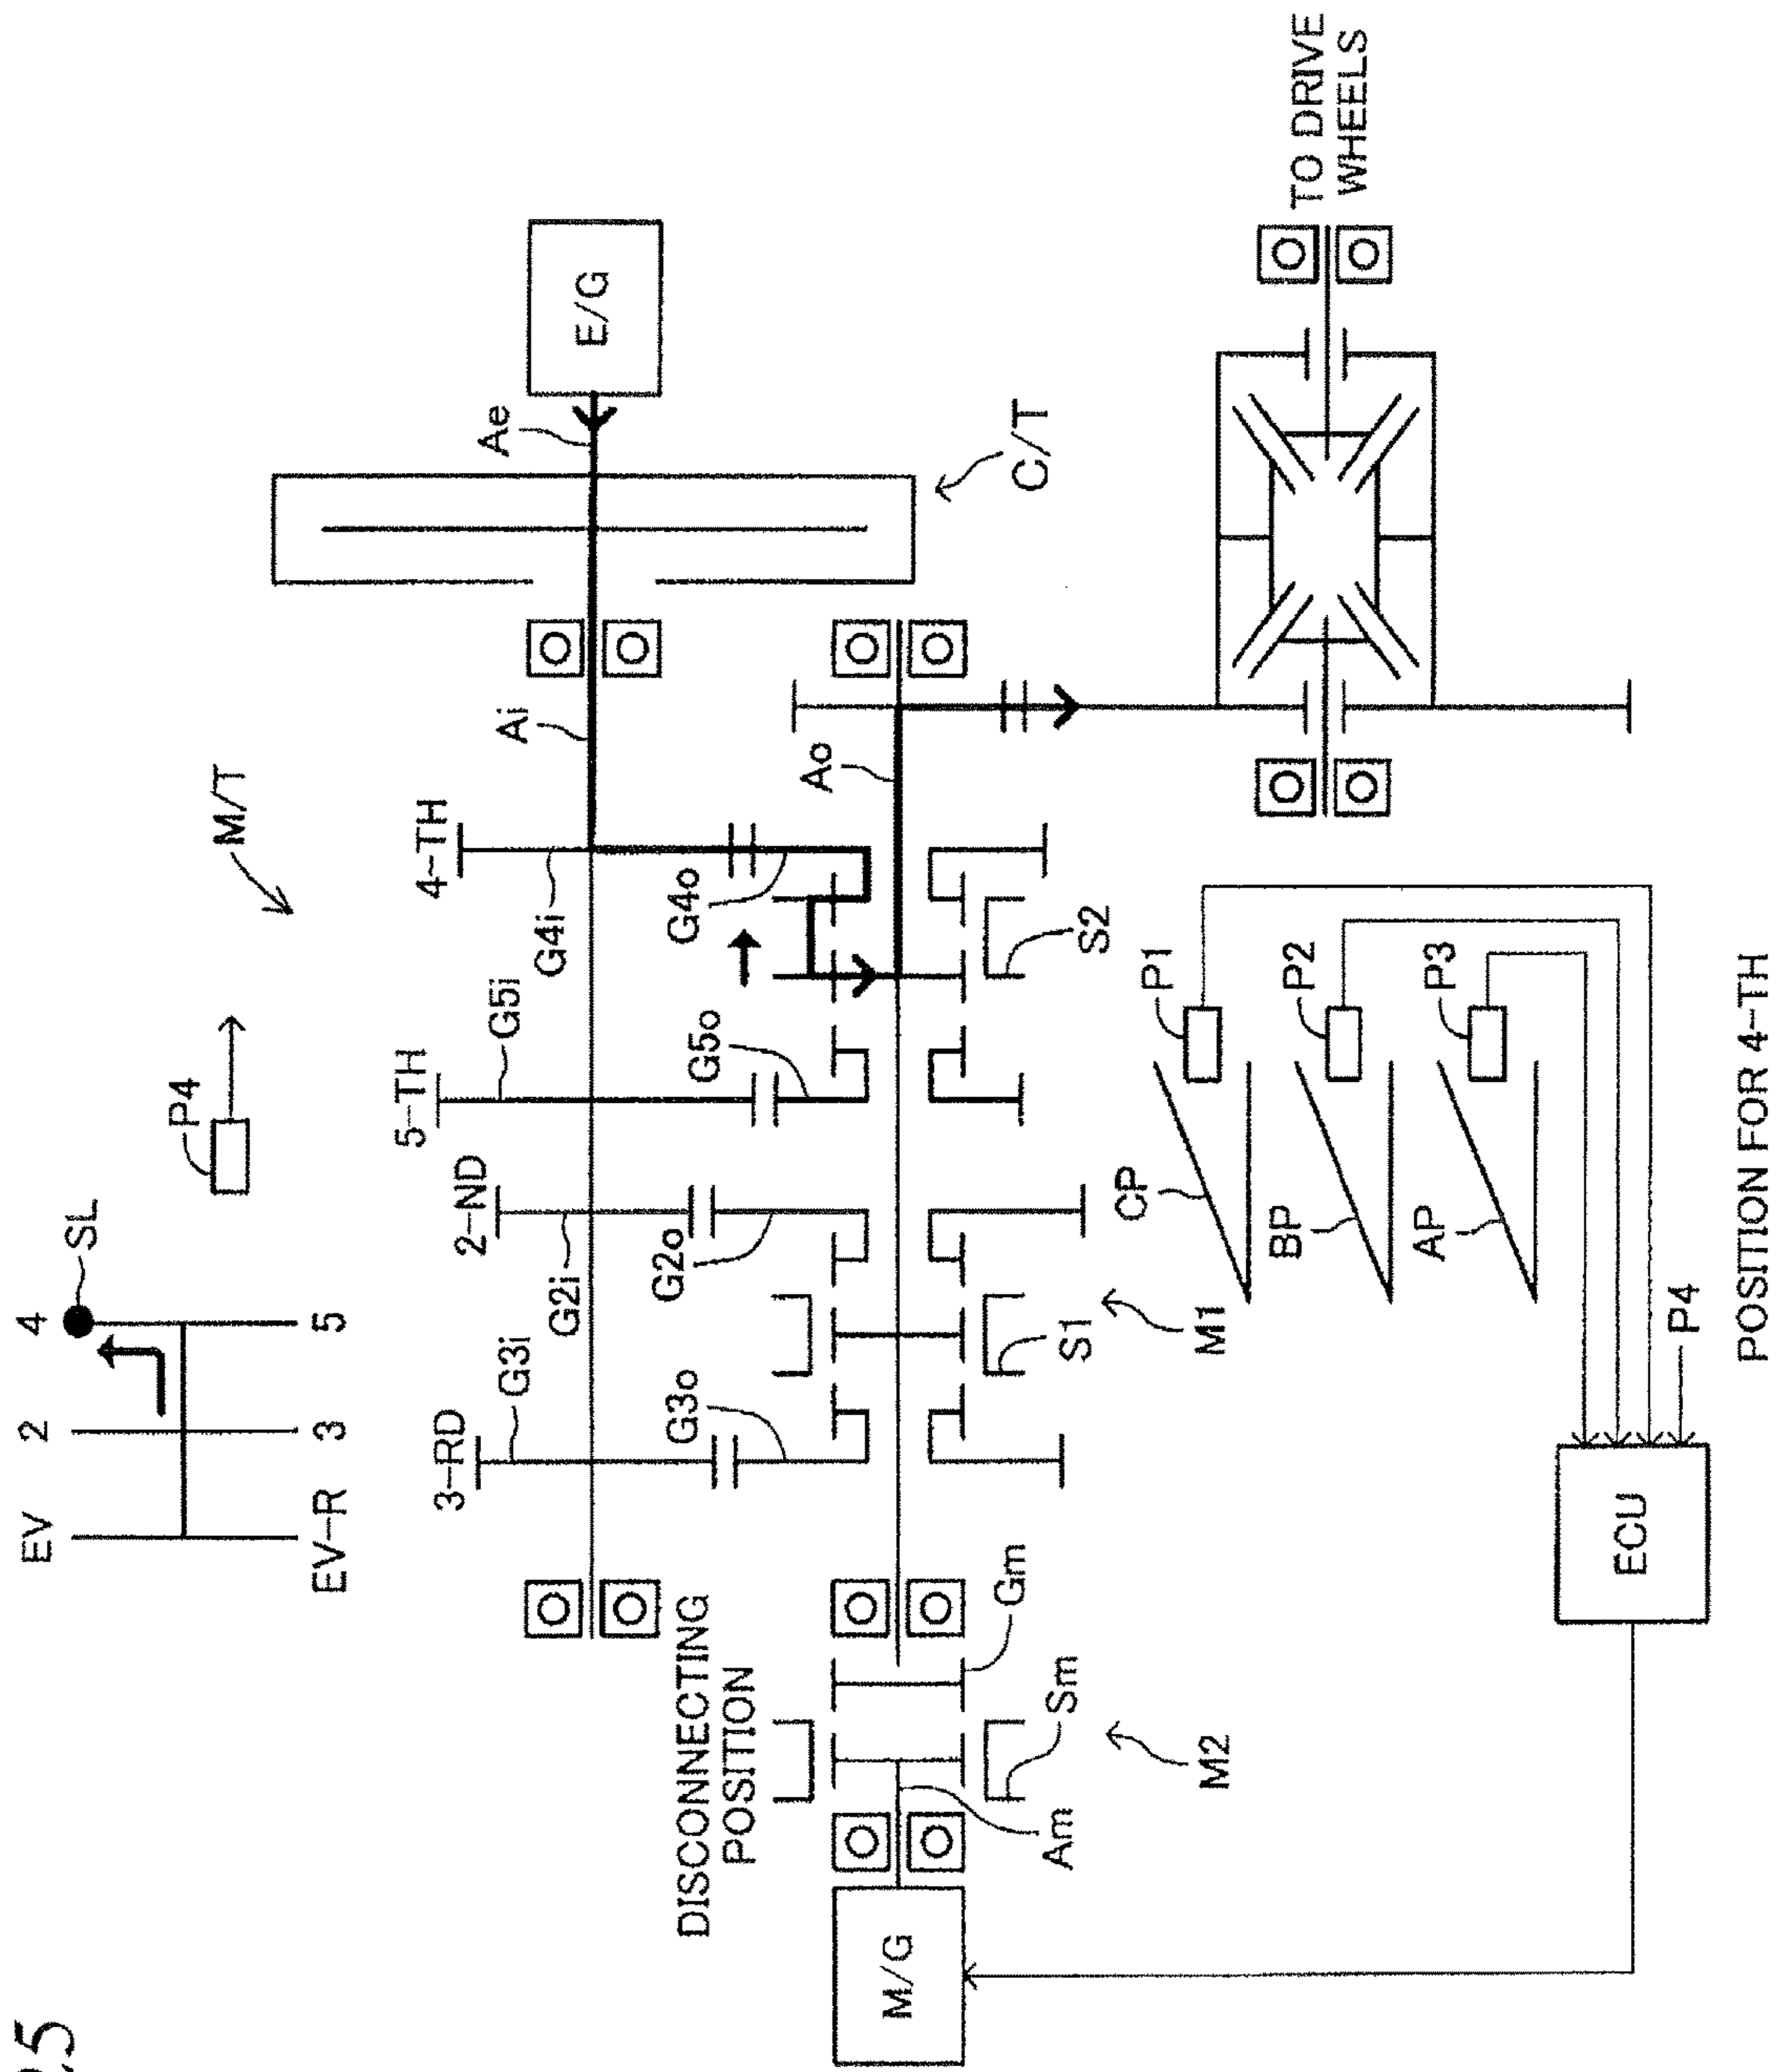 EV
2
4
SL
EV-R
3
5
P4
M/T
3-RD
2-ND
5-TH
4-TH
G3i
G2i
G5i
G4i
Ai
Ae
E/G
G3o
G2o
G5o
G4o
Ao
C/T
DISCONNECTING
POSITION
M/G
Am
Sm
Gm
M2
S1
M1
S2
CP
BP
AP
P1
P2
P3
P4
ECU
TO DRIVE
WHEELS
POSITION FOR 4-TH